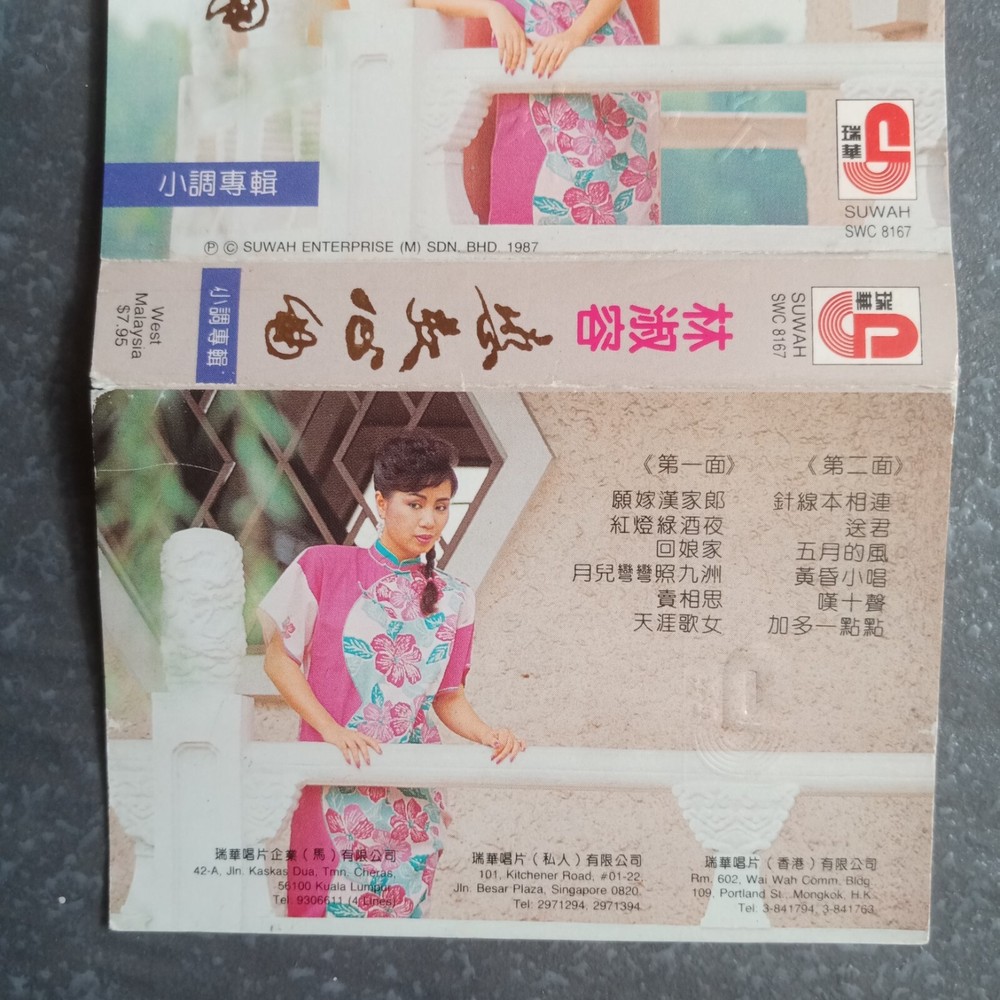 瑞華
小調專輯
SUWAH
SWC 8167
Ⓟ © SUWAH ENTERPRISE (M) SDN. BHD. 1987
West
Malaysia
$7.95
小調專輯
林淑容
SUWAH
SWC 8167
瑞華
《第一面》
願嫁漢家郎
紅燈綠酒夜
回娘家
月兒彎彎照九洲
賣相思
天涯歌女
《第二面》
針線本相連
送君
五月的風
黃昏小唱
嘆十聲
加多一點點
瑞華唱片企業（馬）有限公司
42-A, Jln. Kaskas Dua, Tmn. Cheras,
56100 Kuala Lumpur.
Tel: 9306611 (4 Lines)
瑞華唱片（私人）有限公司
101, Kitchener Road, #01-22,
Jln. Besar Plaza, Singapore 0820.
Tel: 2971294, 2971394
瑞華唱片（香港）有限公司
Rm. 602, Wai Wah Comm. Bldg.
109, Portland St., Mongkok, H.K.
Tel: 3-841794, 3-841763